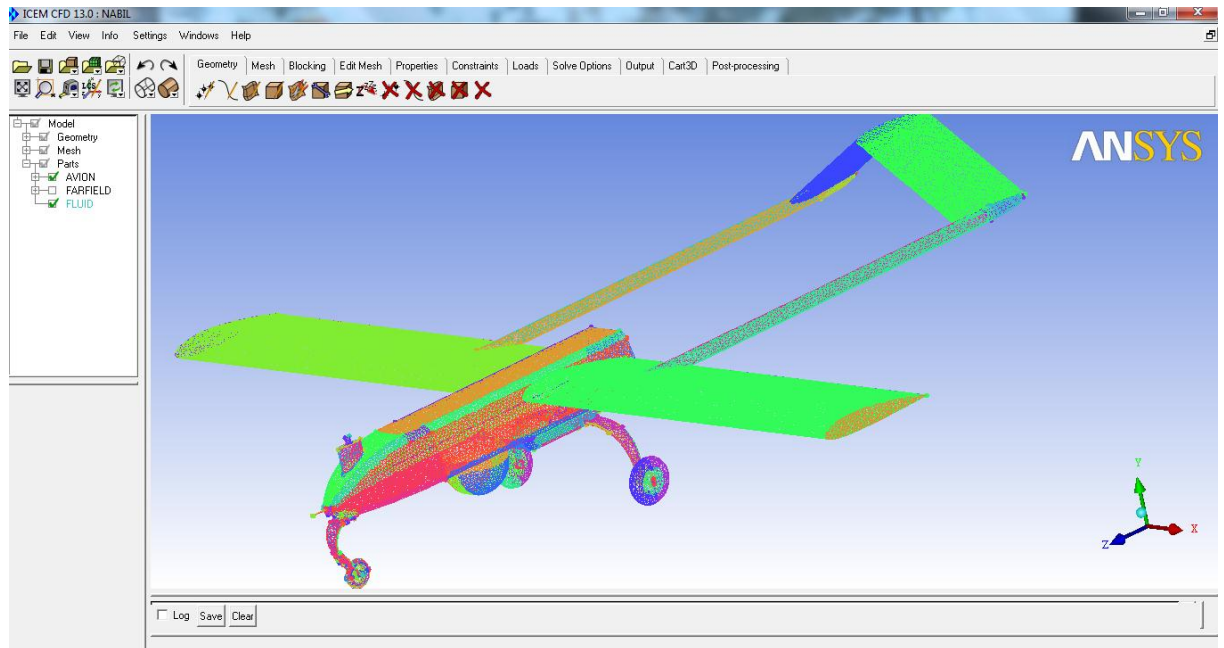 ICEM CFD 13.0 : NABIL
File Edit View Info Settings Windows Help
Geometry Mesh Blocking Edit Mesh Properties Constraints Loads Solve Options Output Cart3D Post-processing
Model
Geometry
Mesh
Parts
AVION
FARFIELD
FLUID
ANSYS
Y
X
Z
Log Save Clear